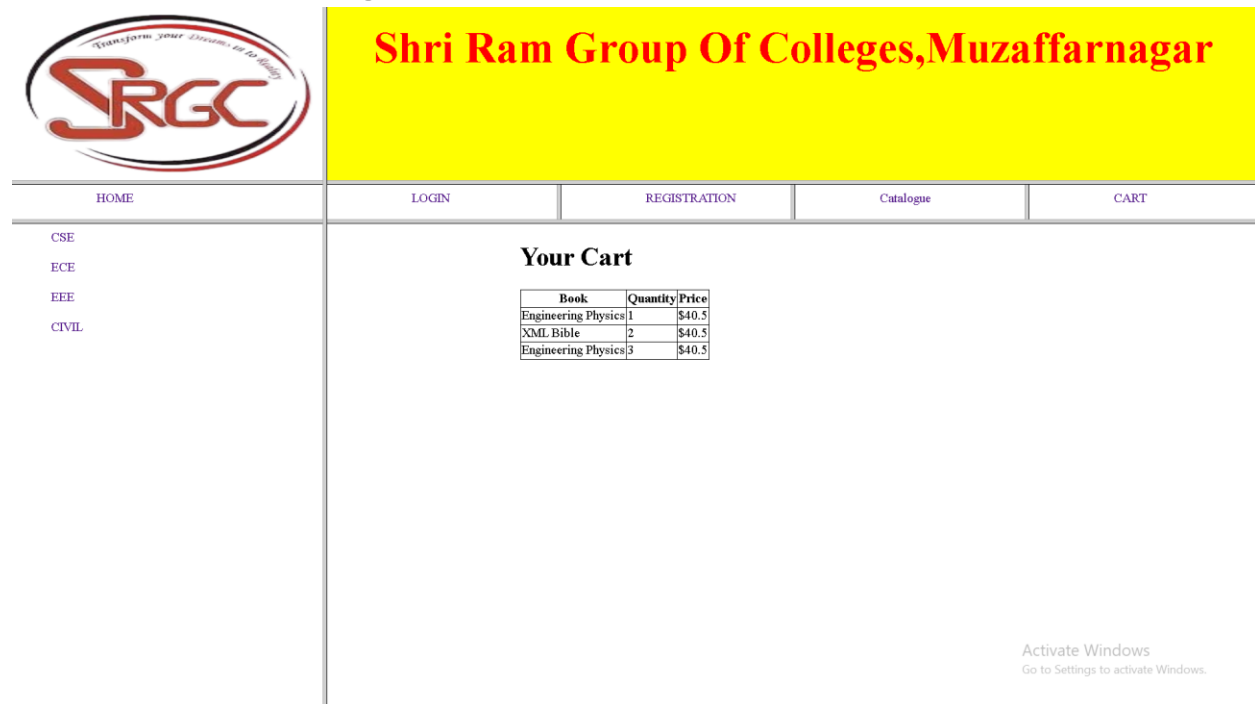 Transform your Dreams in to Reality
SRGC
Shri Ram Group Of Colleges,Muzaffarnagar
HOME LOGIN REGISTRATION Catalogue CART
CSE
ECE
EEE
CIVIL
Your Cart
Book Quantity Price
Engineering Physics 1 $40.5
XML Bible 2 $40.5
Engineering Physics 3 $40.5
Activate Windows
Go to Settings to activate Windows.